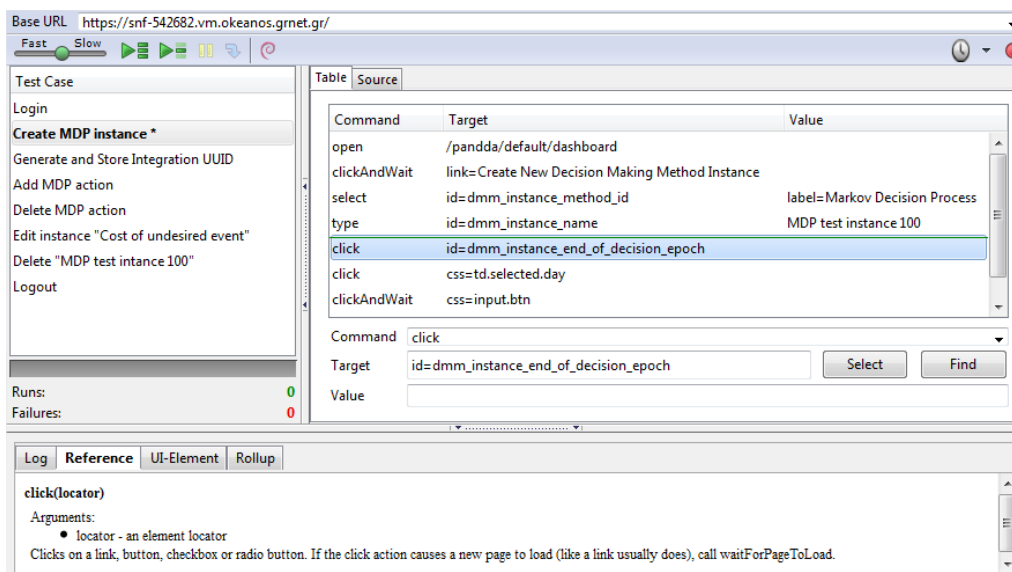 Base URL https://snf-542682.vm.okeanos.grnet.gr/
Fast Slow
Test Case
Login
Create MDP instance *
Generate and Store Integration UUID
Add MDP action
Delete MDP action
Edit instance "Cost of undesired event"
Delete "MDP test intance 100"
Logout
Runs: 0
Failures: 0
Table Source
Command Target Value
open /pandda/default/dashboard
clickAndWait link=Create New Decision Making Method Instance
select id=dmm_instance_method_id label=Markov Decision Process
type id=dmm_instance_name MDP test instance 100
click id=dmm_instance_end_of_decision_epoch
click css=td.selected.day
clickAndWait css=input.btn
Command click
Target id=dmm_instance_end_of_decision_epoch Select Find
Value
Log Reference UI-Element Rollup
click(locator)
Arguments:
• locator - an element locator
Clicks on a link, button, checkbox or radio button. If the click action causes a new page to load (like a link usually does), call waitForPageToLoad.